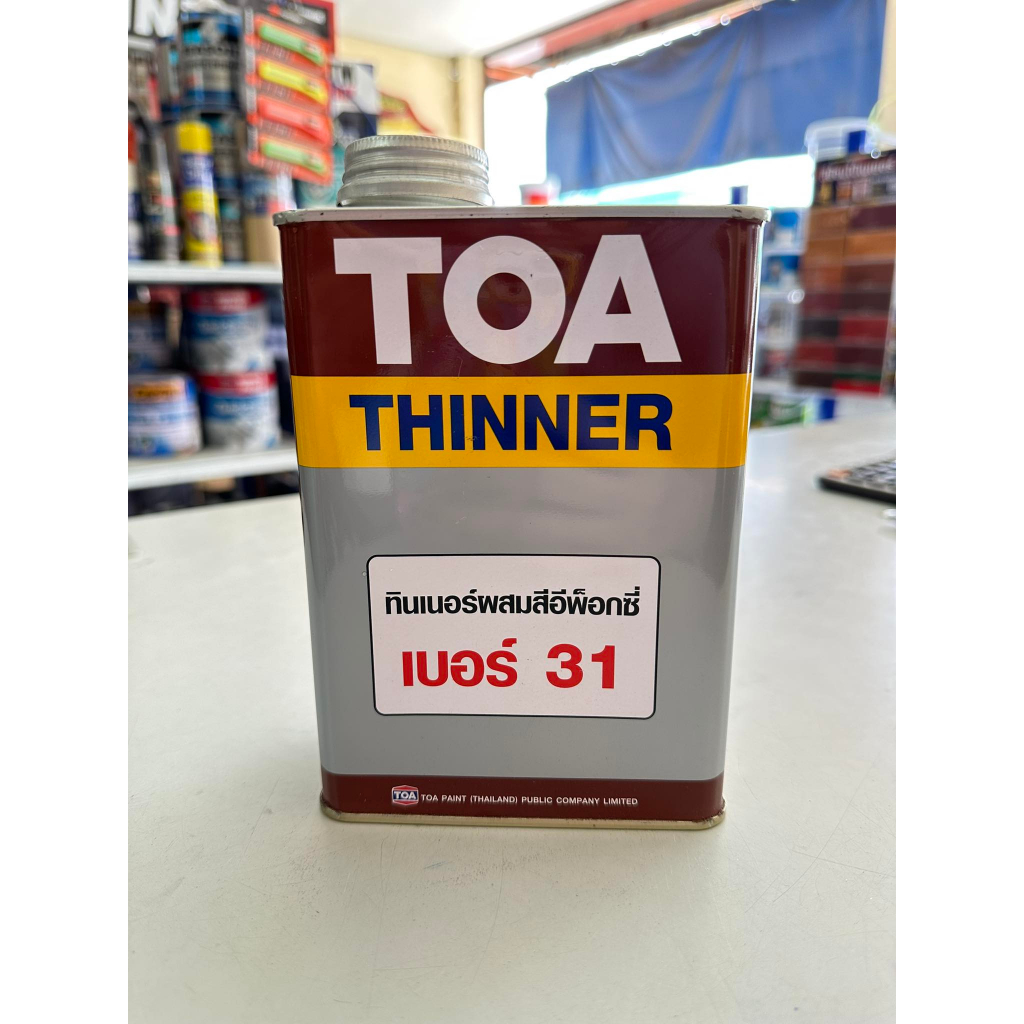 TOA
THINNER
ทินเนอร์ผสมสีอีพ็อกซี่
เบอร์ 31
TOA TOA PAINT (THAILAND) PUBLIC COMPANY LIMITED